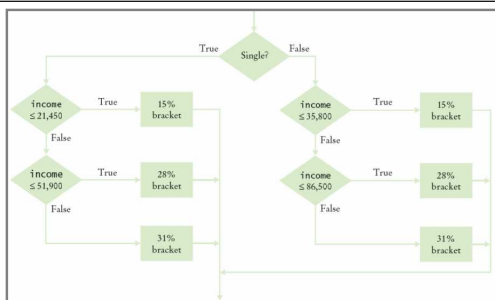 True
Single?
False
income
≤ 21,450
True
15%
bracket
False
income
≤ 51,900
True
28%
bracket
False
31%
bracket
income
≤ 35,800
True
15%
bracket
False
income
≤ 86,500
True
28%
bracket
False
31%
bracket